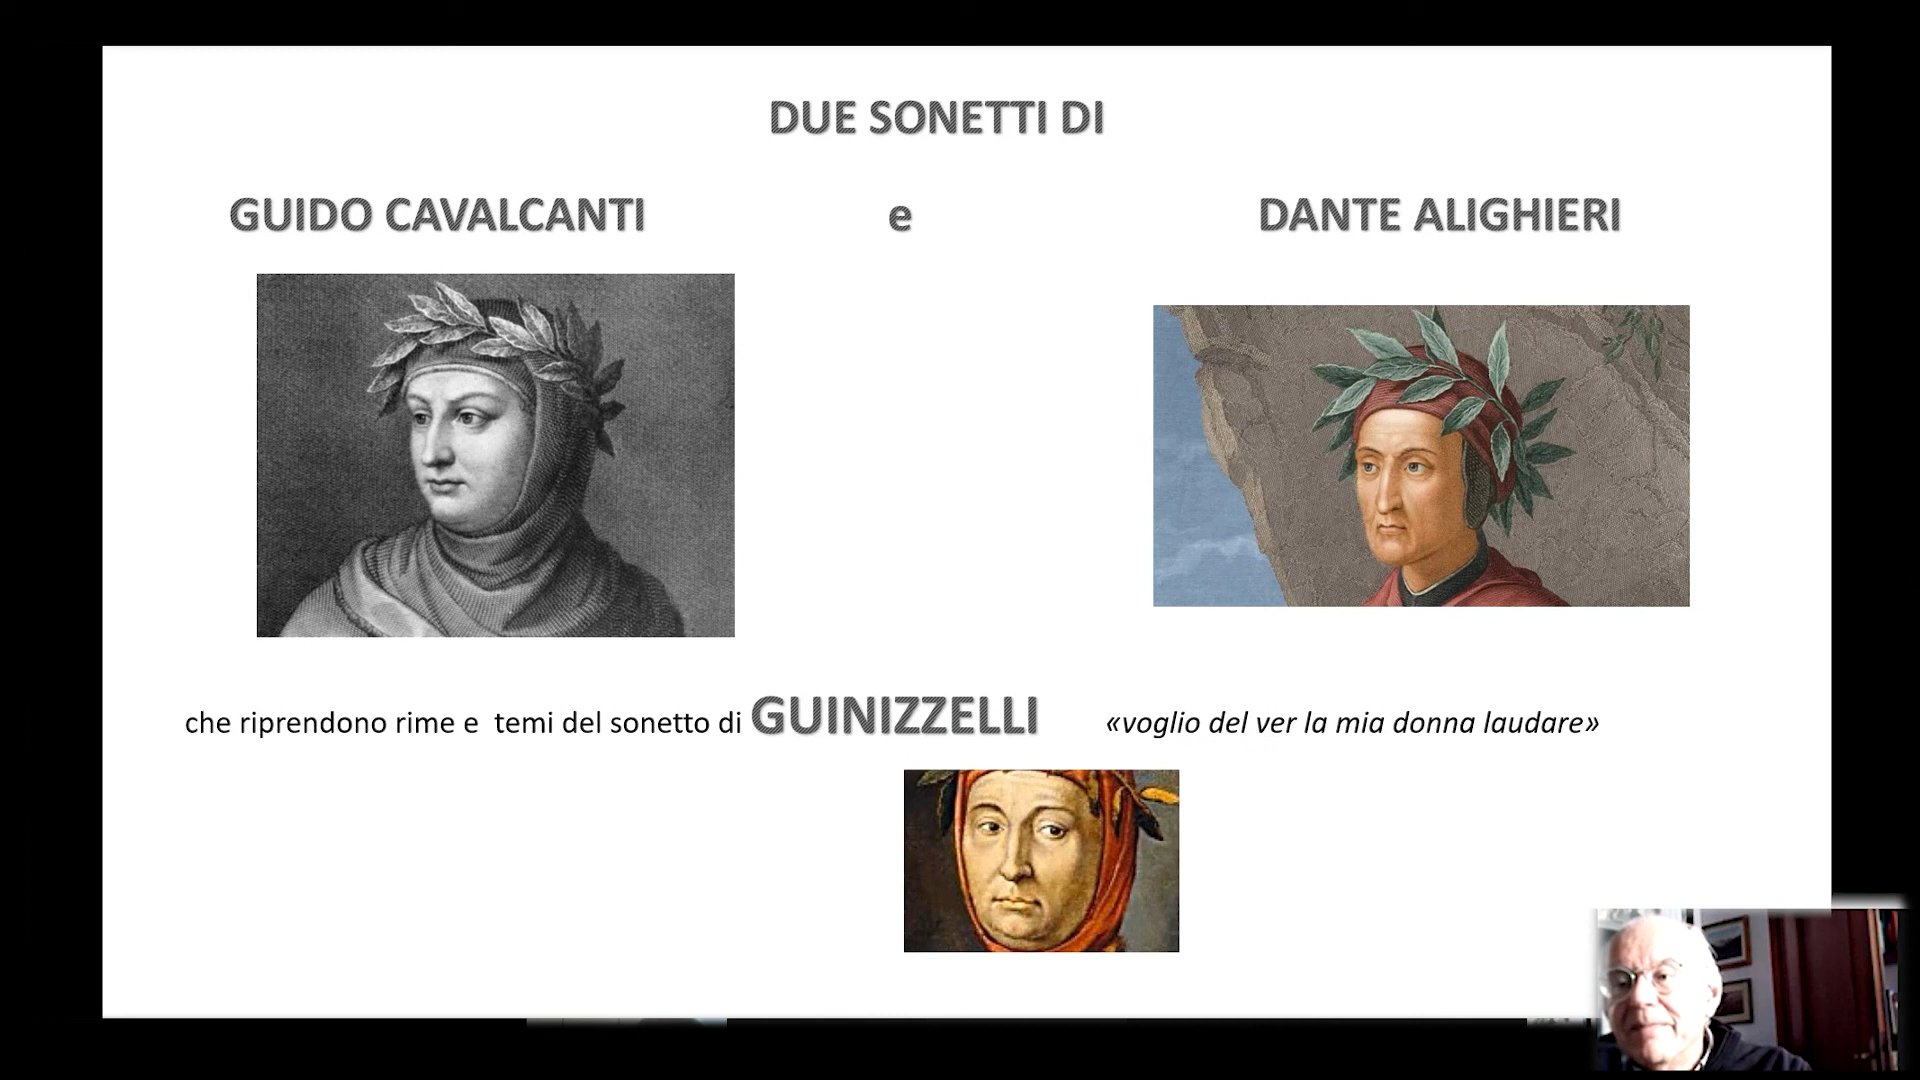 DUE SONETTI DI
GUIDO CAVALCANTI e DANTE ALIGHIERI
che riprendono rime e temi del sonetto di GUINIZZELLI «voglio del ver la mia donna laudare»